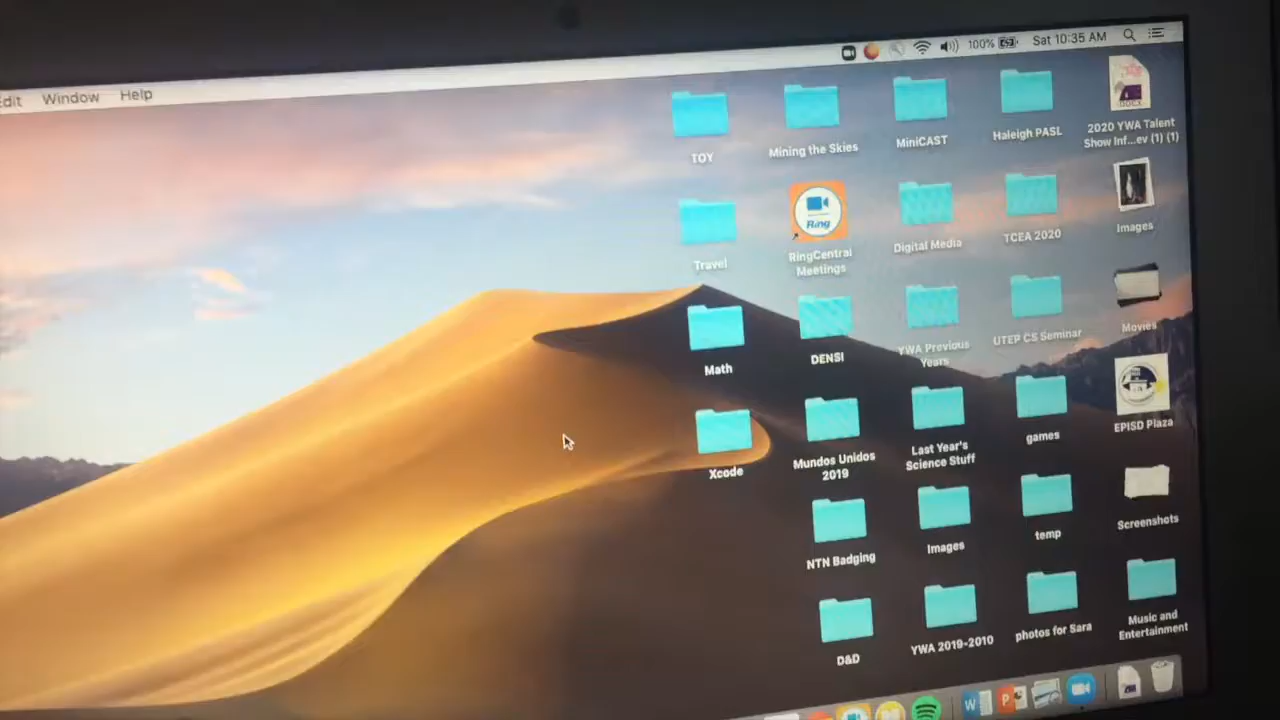 Edit Window Help
100% Sat 10:35 AM
TOY
Mining the Skies
MiniCAST
Haleigh PASL
DOCX
2020 YWA Talent
Show Inf...ev (1) (1)
Travel
Ring
RingCentral
Meetings
Digital Media
TCEA 2020
Images
Math
DENSI
YWA Previous
Years
UTEP CS Seminar
Movies
Xcode
Mundos Unidos
2019
Last Year's
Science Stuff
games
EPISD Plaza
NTN Badging
Images
temp
Screenshots
D&D
YWA 2019-2010
photos for Sara
Music and
Entertainment
W
P